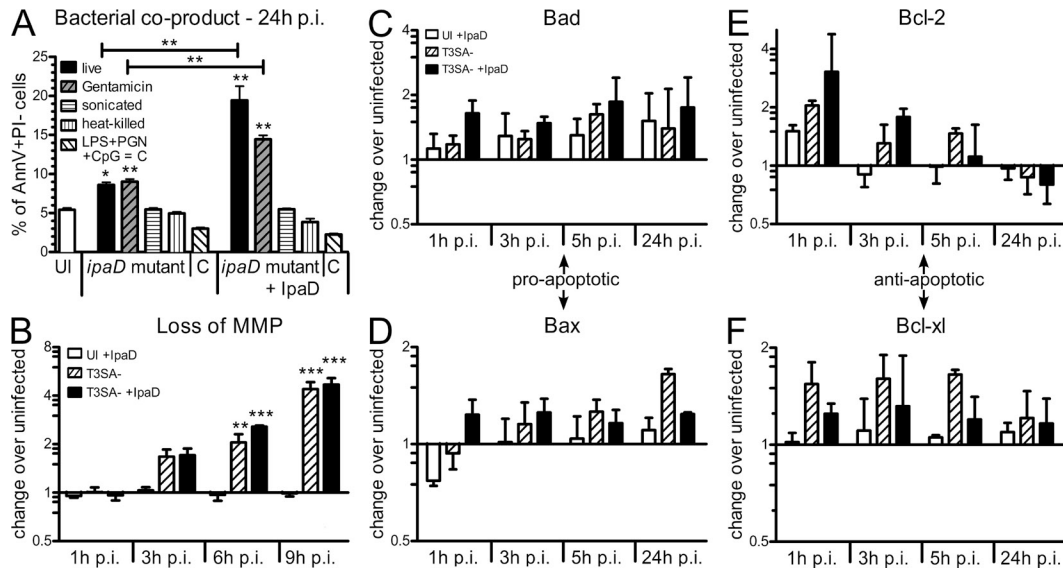 A
Bacterial co-product - 24h p.i.
% of AnnV+PI- cells
25
20
15
10
5
0
live
Gentamicin
sonicated
heat-killed
LPS+PGN
+CpG = C
**
**
*
**
**
**
UI
ipaD mutant
C
ipaD mutant
+ IpaD
C
B
Loss of MMP
change over uninfected
8
4
2
1
0.5
UI +IpaD
T3SA-
T3SA- +IpaD
**
***
***
***
1h p.i.
3h p.i.
6h p.i.
9h p.i.
C
Bad
change over uninfected
4
2
1
0.5
UI +IpaD
T3SA-
T3SA- +IpaD
1h p.i.
3h p.i.
5h p.i.
24h p.i.
pro-apoptotic
D
Bax
change over uninfected
2
1
0.5
1h p.i.
3h p.i.
5h p.i.
24h p.i.
E
Bcl-2
change over uninfected
4
2
1
0.5
1h p.i.
3h p.i.
5h p.i.
24h p.i.
anti-apoptotic
F
Bcl-xl
change over uninfected
2
1
0.5
1h p.i.
3h p.i.
5h p.i.
24h p.i.